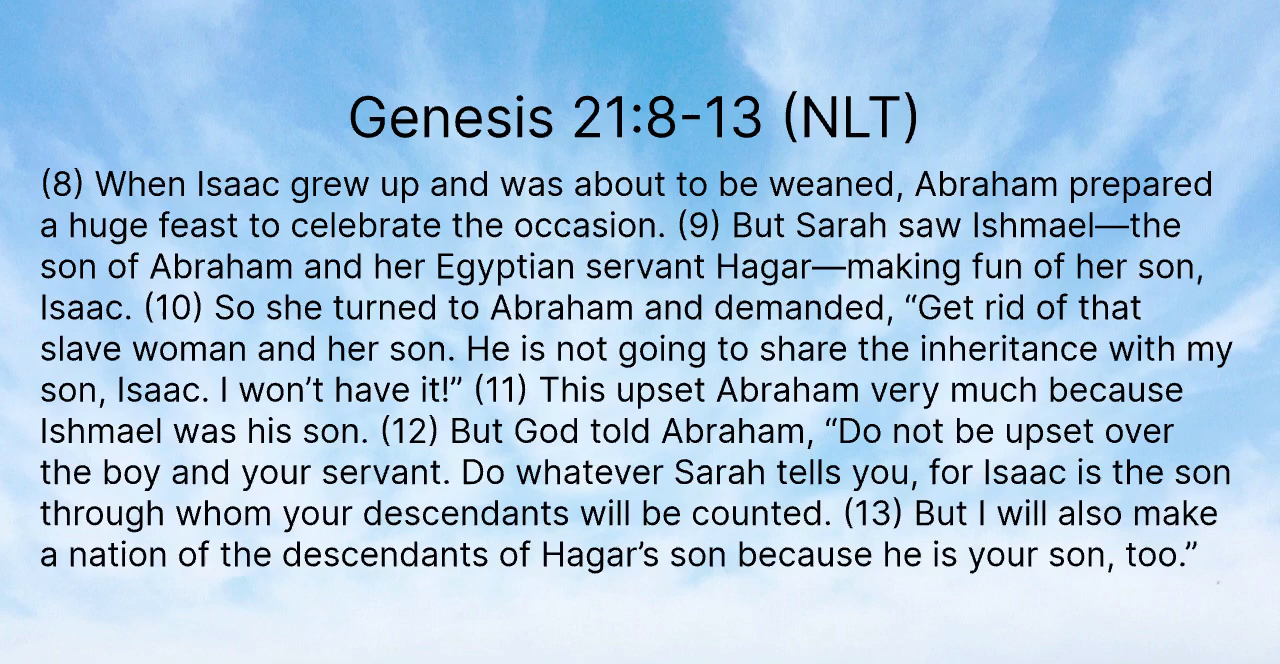 Genesis 21:8-13 (NLT)
(8) When Isaac grew up and was about to be weaned, Abraham prepared
a huge feast to celebrate the occasion. (9) But Sarah saw Ishmael—the
son of Abraham and her Egyptian servant Hagar—making fun of her son,
Isaac. (10) So she turned to Abraham and demanded, “Get rid of that
slave woman and her son. He is not going to share the inheritance with my
son, Isaac. I won’t have it!” (11) This upset Abraham very much because
Ishmael was his son. (12) But God told Abraham, “Do not be upset over
the boy and your servant. Do whatever Sarah tells you, for Isaac is the son
through whom your descendants will be counted. (13) But I will also make
a nation of the descendants of Hagar’s son because he is your son, too.”